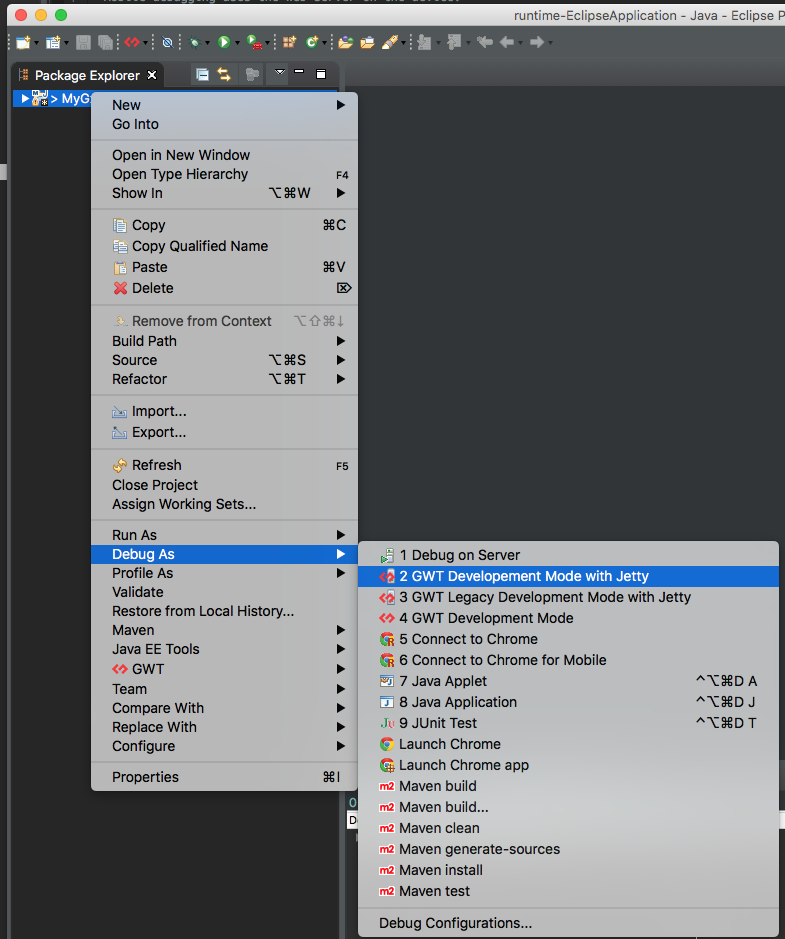 runtime-EclipseApplication - Java - Eclipse P
Package Explorer
> MyG
New
Go Into
Open in New Window
Open Type Hierarchy F4
Show In ⌥⌘W
Copy ⌘C
Copy Qualified Name
Paste ⌘V
Delete ⌦
Remove from Context ⌥⇧⌘↓
Build Path
Source ⌥⌘S
Refactor ⌥⌘T
Import...
Export...
Refresh F5
Close Project
Assign Working Sets...
Run As
Debug As
Profile As
Validate
Restore from Local History...
Maven
Java EE Tools
GWT
Team
Compare With
Replace With
Configure
Properties ⌘I
1 Debug on Server
2 GWT Developement Mode with Jetty
3 GWT Legacy Development Mode with Jetty
4 GWT Development Mode
5 Connect to Chrome
6 Connect to Chrome for Mobile
7 Java Applet ^⌥⌘D A
8 Java Application ^⌥⌘D J
9 JUnit Test ^⌥⌘D T
Launch Chrome
Launch Chrome app
m2 Maven build
m2 Maven build...
m2 Maven clean
m2 Maven generate-sources
m2 Maven install
m2 Maven test
Debug Configurations...